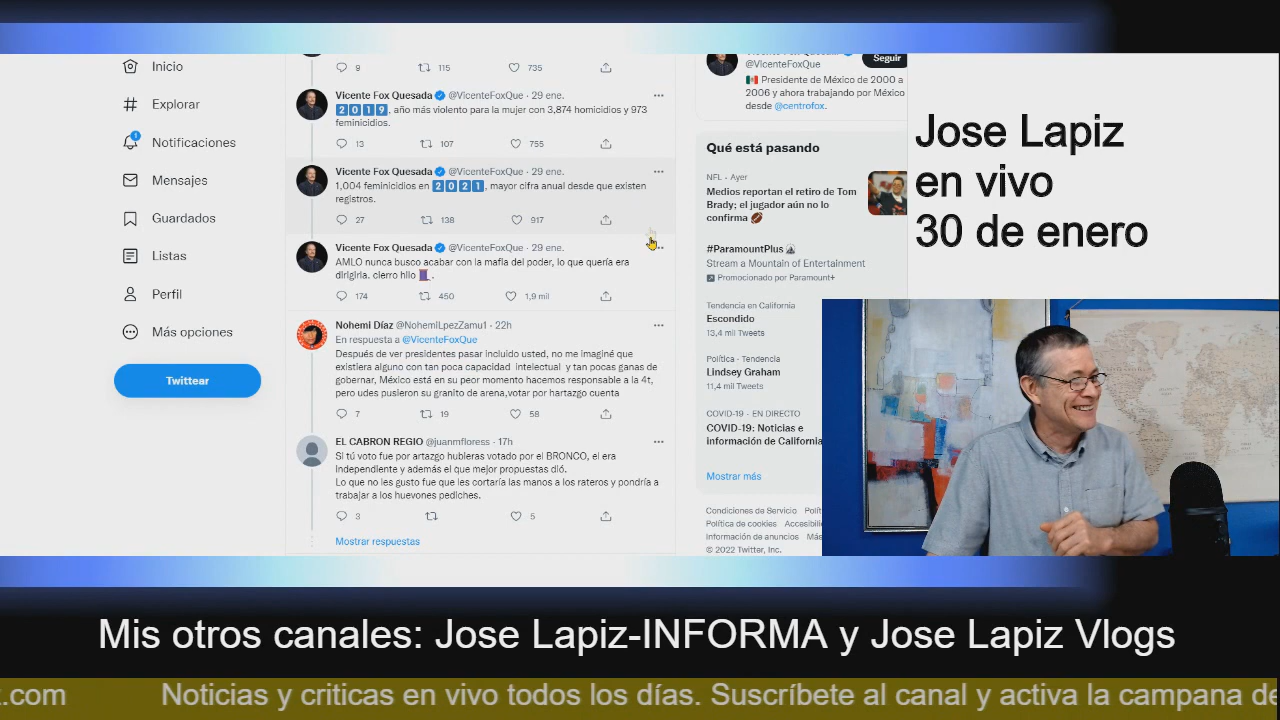 Inicio
Explorar
1
Notificaciones
Mensajes
Guardados
Listas
Perfil
Más opciones
Twittear
9 115 735
Vicente Fox Quesada @VicenteFoxQue · 29 ene.
2019, año más violento para la mujer con 3,874 homicidios y 973
feminicidios.
13 107 755
Vicente Fox Quesada @VicenteFoxQue · 29 ene.
1,004 feminicidios en 2021, mayor cifra anual desde que existen
registros.
27 138 917
Vicente Fox Quesada @VicenteFoxQue · 29 ene.
AMLO nunca busco acabar con la mafia del poder, lo que quería era
dirigirla. cierro hilo 🧵.
174 450 1,9 mil
Nohemi Díaz @NohemiLpezZamu1 · 22h
En respuesta a @VicenteFoxQue
Después de ver presidentes pasar incluido usted, no me imaginé que
existiera alguno con tan poca capacidad intelectual y tan pocas ganas de
gobernar, México está en su peor momento hacemos responsable a la 4t,
pero udes pusieron su granito de arena,votar por hartazgo cuenta
7 19 58
EL CABRON REGIO @juanmfloress · 17h
Si tú voto fue por artazgo hubieras votado por el BRONCO, el era
independiente y además el que mejor propuestas dió.
Lo que no les gusto fue que les cortaría las manos a los rateros y pondría a
trabajar a los huevones pediches.
3 5
Mostrar respuestas
@VicenteFoxQue
Seguir
🇲🇽 Presidente de México de 2000 a
2006 y ahora trabajando por México
desde @centrofox.
Qué está pasando
NFL · Ayer
Medios reportan el retiro de Tom
Brady; el jugador aún no lo
confirma 🏈
#ParamountPlus
Stream a Mountain of Entertainment
Promocionado por Paramount+
Tendencia en California
Escondido
13,4 mil Tweets
Política · Tendencia
Lindsey Graham
11,4 mil Tweets
COVID-19 · EN DIRECTO
COVID-19: Noticias e
información de California
Mostrar más
Condiciones de Servicio
Política de cookies
Información de anuncios
© 2022 Twitter, Inc.
Jose Lapiz
en vivo
30 de enero
Mis otros canales: Jose Lapiz-INFORMA y Jose Lapiz Vlogs
.com Noticias y criticas en vivo todos los días. Suscríbete al canal y activa la campana de